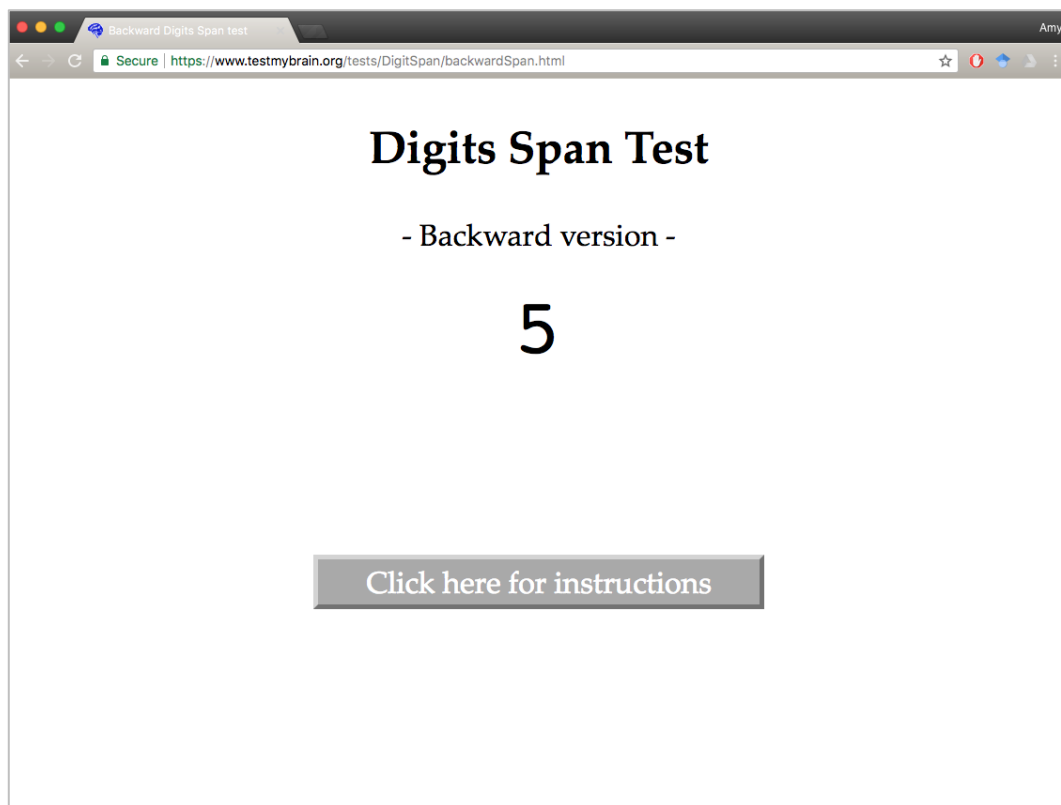 Backward Digits Span test
Amy
Secure | https://www.testmybrain.org/tests/DigitSpan/backwardSpan.html
Digits Span Test
- Backward version -
5
Click here for instructions